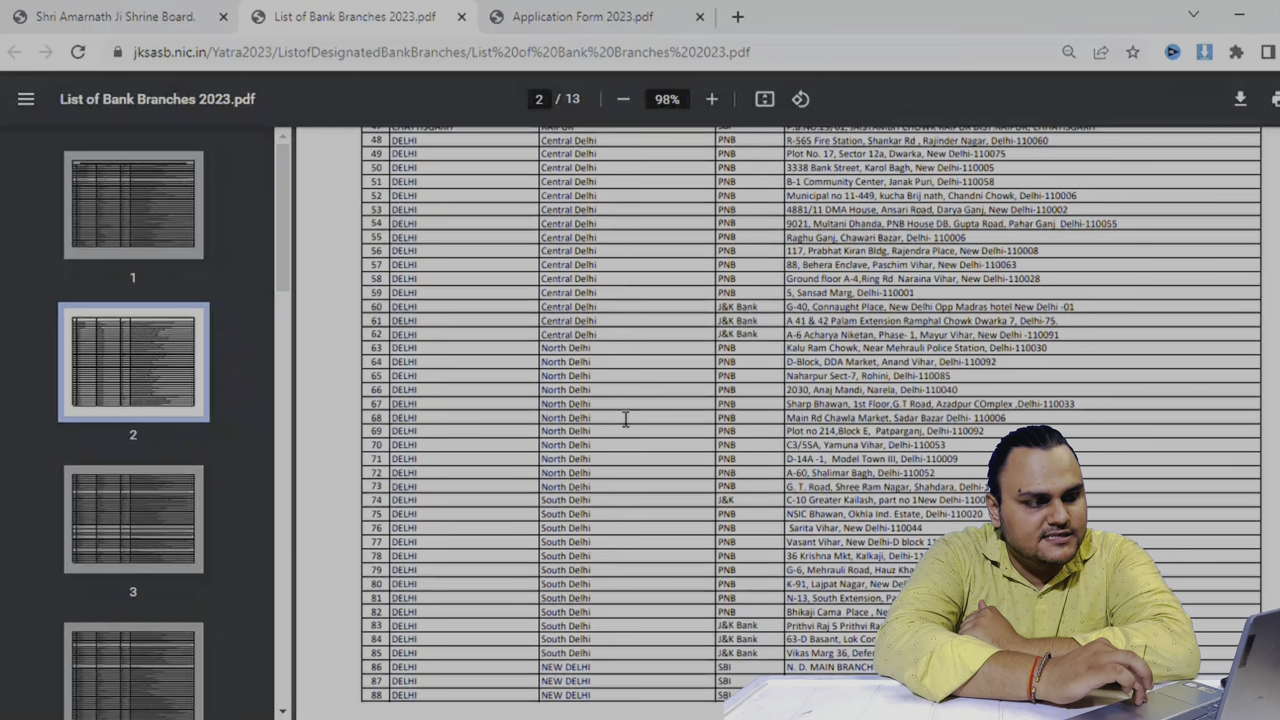 Shri Amarnath Ji Shrine Board.
List of Bank Branches 2023.pdf
Application Form 2023.pdf
jksasb.nic.in/Yatra2023/ListofDesignatedBankBranches/List%20of%20Bank%20Branches%202023.pdf
List of Bank Branches 2023.pdf
2 / 13
98%
1
2
3
47 CHATISGARH RAIPUR SBI P.B.NO.29/61, JAISTAMBH CHOWK RAIPUR DIST.RAIPUR, CHHATISGARH
48 DELHI Central Delhi PNB R-565 Fire Station, Shankar Rd , Rajinder Nagar, Delhi-110060
49 DELHI Central Delhi PNB Plot No. 17, Sector 12a, Dwarka, New Delhi-110075
50 DELHI Central Delhi PNB 3338 Bank Street, Karol Bagh, New Delhi-110005
51 DELHI Central Delhi PNB B-1 Community Center, Janak Puri, Delhi-110058
52 DELHI Central Delhi PNB Municipal no 11-449, kucha Brij nath, Chandni Chowk, Delhi-110006
53 DELHI Central Delhi PNB 4881/11 DMA House, Ansari Road, Darya Ganj, New Delhi-110002
54 DELHI Central Delhi PNB 9021, Multani Dhanda, PNB House DB, Gupta Road, Pahar Ganj Delhi-110055
55 DELHI Central Delhi PNB Raghu Ganj, Chawari Bazar, Delhi- 110006
56 DELHI Central Delhi PNB 117, Prabhat Kiran Bldg, Rajendra Place, New Delhi-110008
57 DELHI Central Delhi PNB 88, Behera Enclave, Paschim Vihar, New Delhi-110063
58 DELHI Central Delhi PNB Ground floor A-4,Ring Rd Naraina Vihar, New Delhi-110028
59 DELHI Central Delhi PNB 5, Sansad Marg, Delhi-110001
60 DELHI Central Delhi J&K Bank G-40, Connaught Place, New Delhi Opp Madras hotel New Delhi -01
61 DELHI Central Delhi J&K Bank A 41 & 42 Palam Extension Ramphal Chowk Dwarka 7, Delhi-75.
62 DELHI Central Delhi J&K Bank A-6 Acharya Niketan, Phase- 1, Mayur Vihar, New Delhi -110091
63 DELHI North Delhi PNB Kalu Ram Chowk, Near Mehrauli Police Station, Delhi-110030
64 DELHI North Delhi PNB D-Block, DDA Market, Anand Vihar, Delhi-110092
65 DELHI North Delhi PNB Naharpur Sect-7, Rohini, Delhi-110085
66 DELHI North Delhi PNB 2030, Anaj Mandi, Narela, Delhi-110040
67 DELHI North Delhi PNB Sharp Bhawan, 1st Floor,G.T Road, Azadpur COmplex ,Delhi-110033
68 DELHI North Delhi PNB Main Rd Chawla Market, Sadar Bazar Delhi- 110006
69 DELHI North Delhi PNB Plot no 214,Block E, Patparganj, Delhi-110092
70 DELHI North Delhi PNB C3/55A, Yamuna Vihar, Delhi-110053
71 DELHI North Delhi PNB D-14A -1, Model Town III, Delhi-110009
72 DELHI North Delhi PNB A-60, Shalimar Bagh, Delhi-110052
73 DELHI North Delhi PNB G. T. Road, Shree Ram Nagar, Shahdara, Delhi-
74 DELHI South Delhi J&K C-10 Greater Kailash, part no 1New Delhi-1100
75 DELHI South Delhi PNB NSIC Bhawan, Okhla Ind. Estate, Delhi-110020
76 DELHI South Delhi PNB Sarita Vihar, New Delhi-110044
77 DELHI South Delhi PNB Vasant Vihar, New Delhi-D block 1
78 DELHI South Delhi PNB 36 Krishna Mkt, Kalkaji, Delhi-11
79 DELHI South Delhi PNB G-6, Mehrauli Road, Hauz Kha
80 DELHI South Delhi PNB K-91, Lajpat Nagar, New Del
81 DELHI South Delhi PNB N-13, South Extension, Pa
82 DELHI South Delhi PNB Bhikaji Cama Place , Ne
83 DELHI South Delhi J&K Bank Prithvi Raj 5 Prithvi Ra
84 DELHI South Delhi J&K Bank 63-D Basant, Lok Con
85 DELHI South Delhi J&K Bank Vikas Marg 36, Defen
86 DELHI NEW DELHI SBI N. D. MAIN BRANCH
87 DELHI NEW DELHI SBI
88 DELHI NEW DELHI SBI